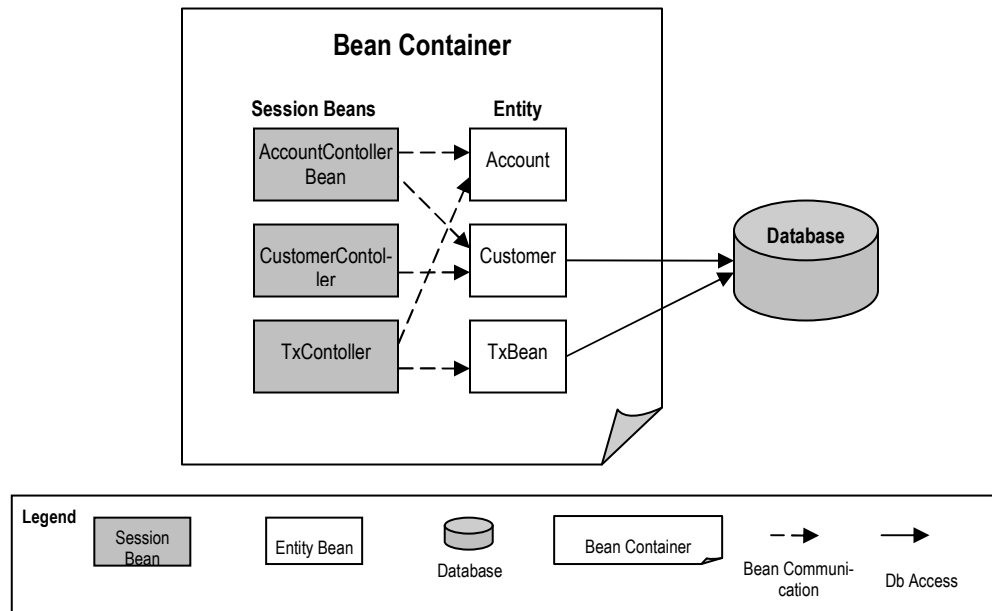 Bean Container
Session Beans
Entity
AccountContoller
Bean
Account
CustomerContol-
ler
Customer
TxContoller
TxBean
Database
Legend
Session
Bean
Entity Bean
Database
Bean Container
Bean Communi-
cation
Db Access